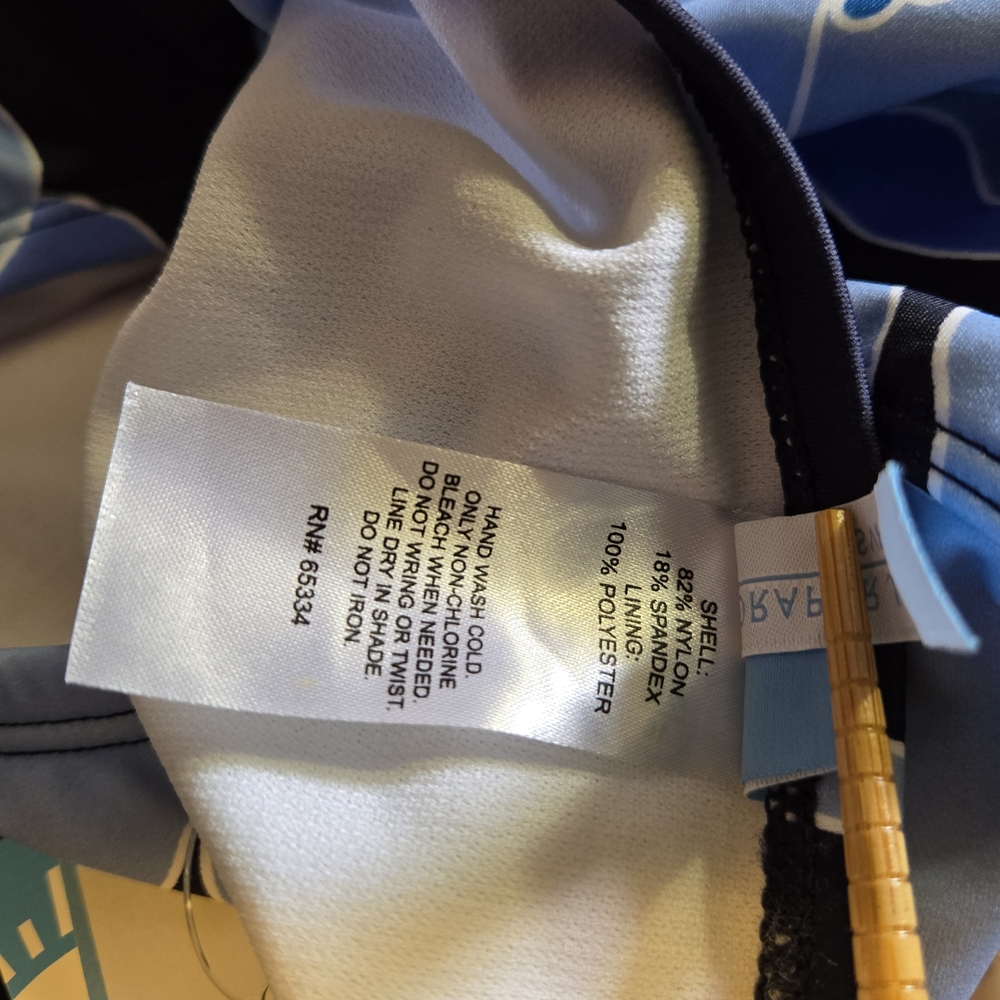 SHELL:
82% NYLON
18% SPANDEX
LINING:
100% POLYESTER
HAND WASH COLD.
ONLY NON-CHLORINE
BLEACH WHEN NEEDED.
DO NOT WRING OR TWIST.
LINE DRY IN SHADE.
DO NOT IRON.
RN# 65334